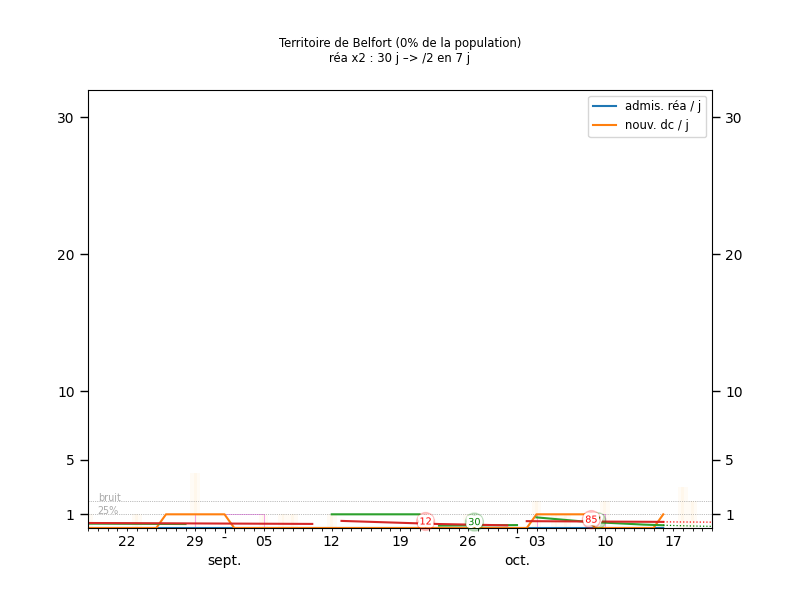 Territoire de Belfort (0% de la population)
réa x2 : 30 j –> /2 en 7 j
admis. réa / j
nouv. dc / j
30 30
20 20
10 10
5 5
bruit
25%
1 1
12 30 85
22 29 - 05 12 19 26 - 03 10 17
sept. oct.